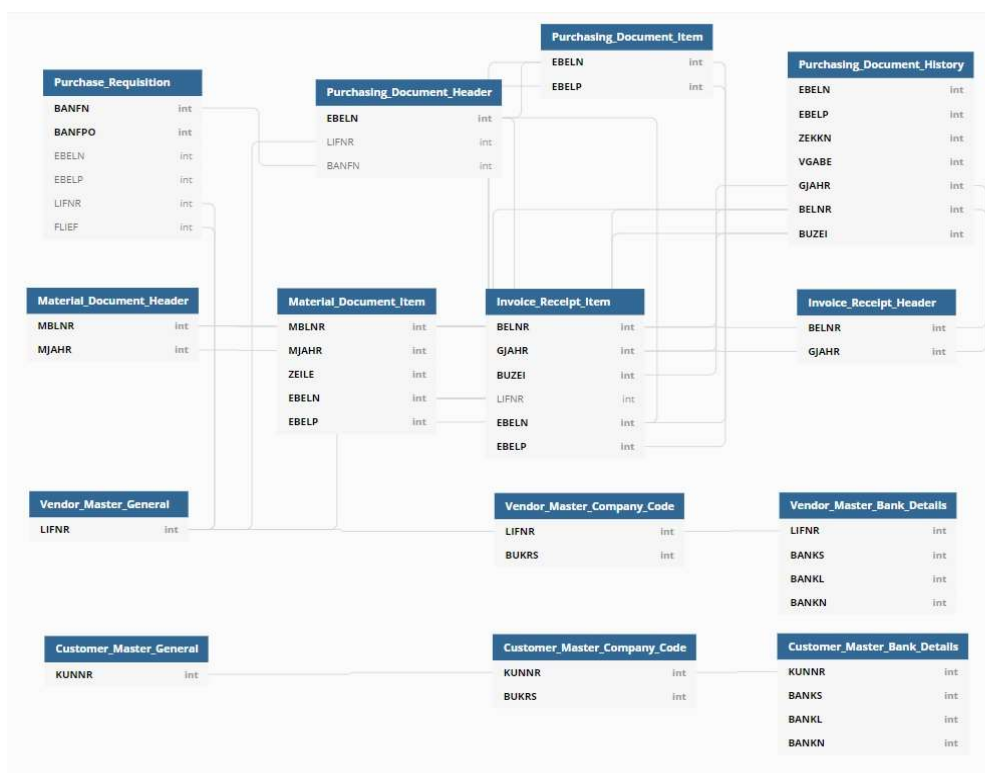 Purchasing_Document_Item
EBELN int
EBELP int
Purchasing_Document_History
EBELN int
EBELP int
ZEKKN int
VGABE int
GJAHR int
BELNR int
BUZEI int
Purchase_Requisition
BANFN int
BANFPO int
EBELN int
EBELP int
LIFNR int
FLIEF int
Purchasing_Document_Header
EBELN int
LIFNR int
BANFN int
Material_Document_Header
MBLNR int
MJAHR int
Material_Document_Item
MBLNR int
MJAHR int
ZEILE int
EBELN int
EBELP int
Invoice_Receipt_Item
BELNR int
GJAHR int
BUZEI int
LIFNR int
EBELN int
EBELP int
Invoice_Receipt_Header
BELNR int
GJAHR int
Vendor_Master_General
LIFNR int
Vendor_Master_Company_Code
LIFNR int
BUKRS int
Vendor_Master_Bank_Details
LIFNR int
BANKS int
BANKL int
BANKN int
Customer_Master_General
KUNNR int
Customer_Master_Company_Code
KUNNR int
BUKRS int
Customer_Master_Bank_Details
KUNNR int
BANKS int
BANKL int
BANKN int